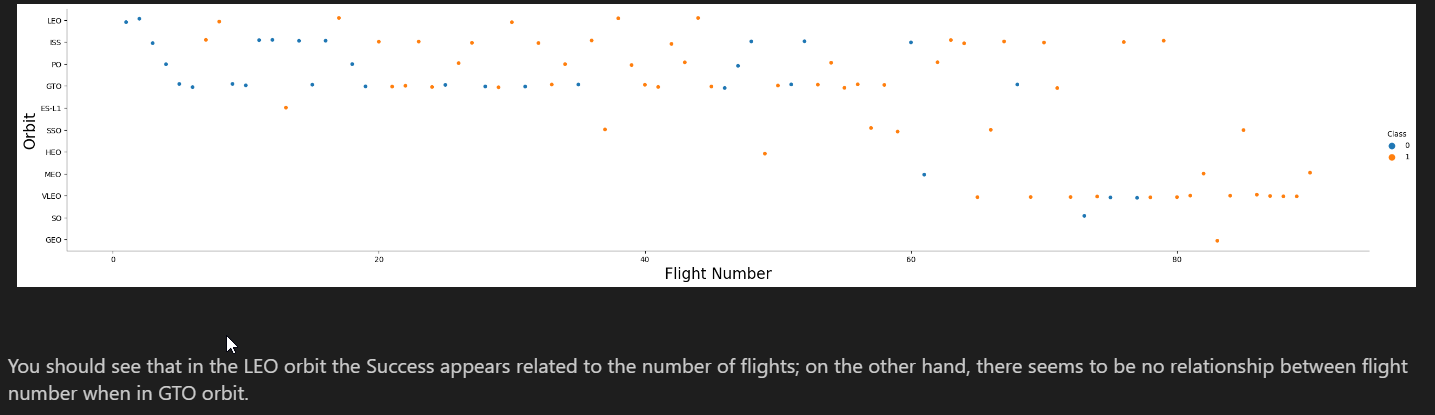 LEO
ISS
PO
GTO
ES-L1
SSO
HEO
MEO
VLEO
SO
GEO
Orbit
Class
0
1
0 20 40 60 80
Flight Number
You should see that in the LEO orbit the Success appears related to the number of flights; on the other hand, there seems to be no relationship between flight
number when in GTO orbit.